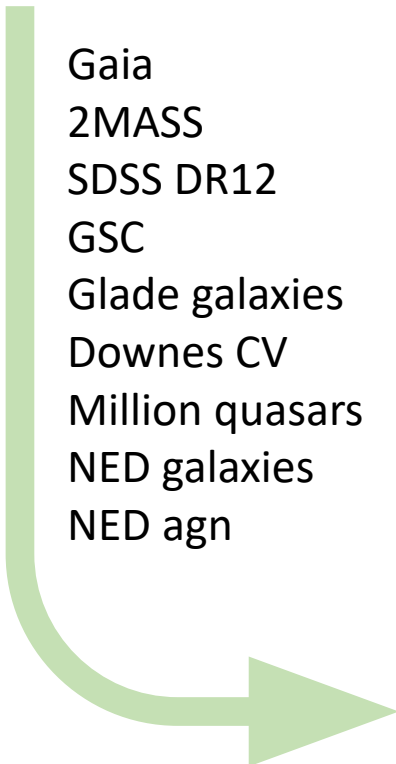 Gaia
2MASS
SDSS DR12
GSC
Glade galaxies
Downes CV
Million quasars
NED galaxies
NED agn